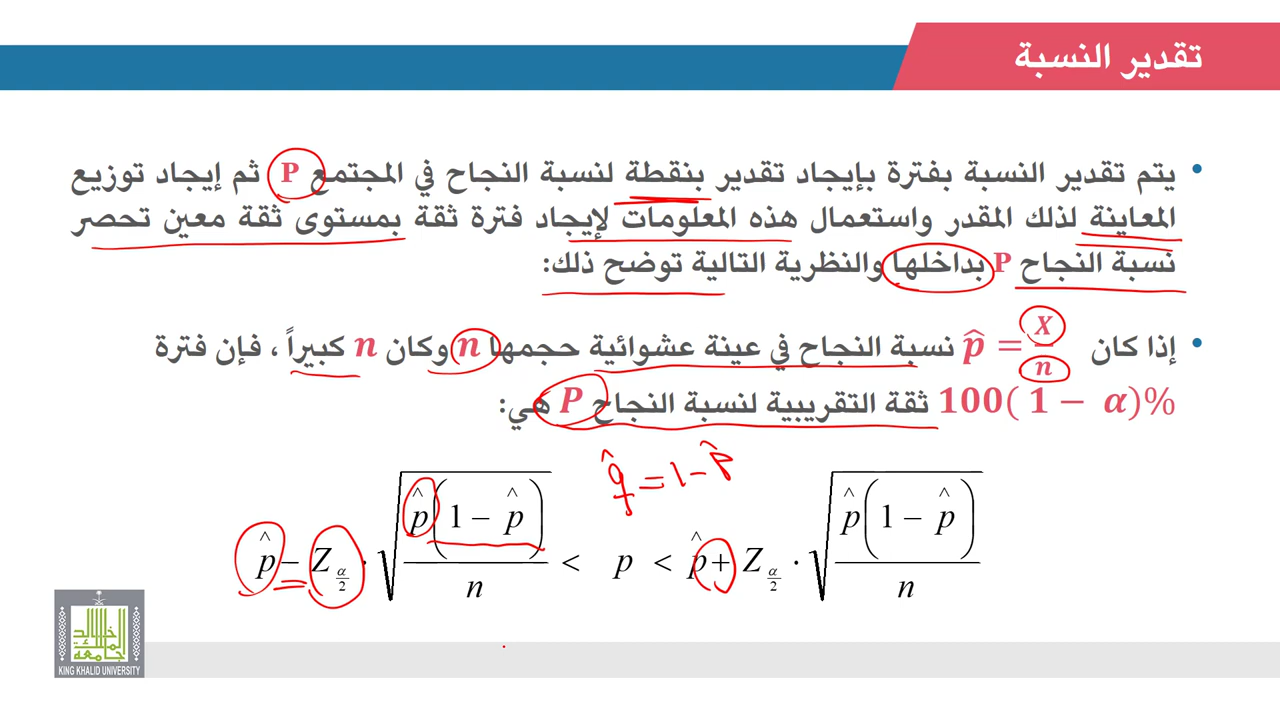 تقدير النسبة
• يتم تقدير النسبة بفترة بإيجاد تقدير بنقطة لنسبة النجاح في المجتمع P ثم إيجاد توزيع
المعاينة لذلك المقدر واستعمال هذه المعلومات لإيجاد فترة ثقة بمستوى ثقة معين تحصر
نسبة النجاح P بداخلها والنظرية التالية توضح ذلك:
• إذا كان p̂ = X/n نسبة النجاح في عينة عشوائية حجمها n وكان n كبيراً ، فإن فترة
100( 1 − α)% ثقة التقريبية لنسبة النجاح P هي:
q̂ = 1 − p̂
p̂ − Z_{α/2} · √(p̂(1 − p̂)/n) < p < p̂ + Z_{α/2} · √(p̂(1 − p̂)/n)
جامعة الملك خالد
KING KHALID UNIVERSITY